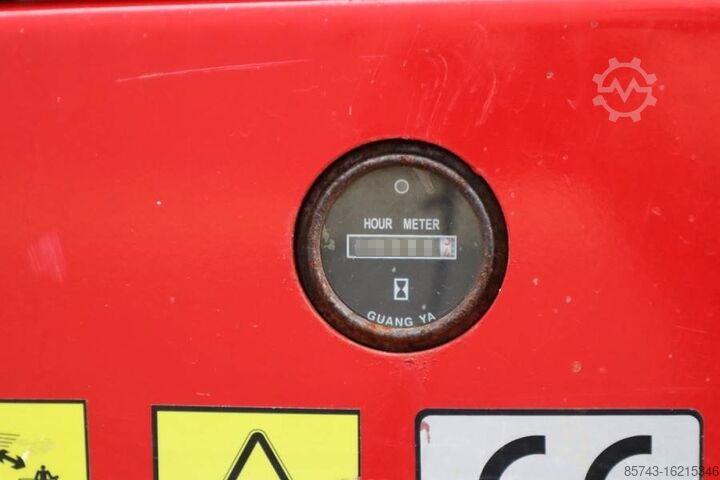 HOUR METER
GUANG YA
CE
85743-16215346